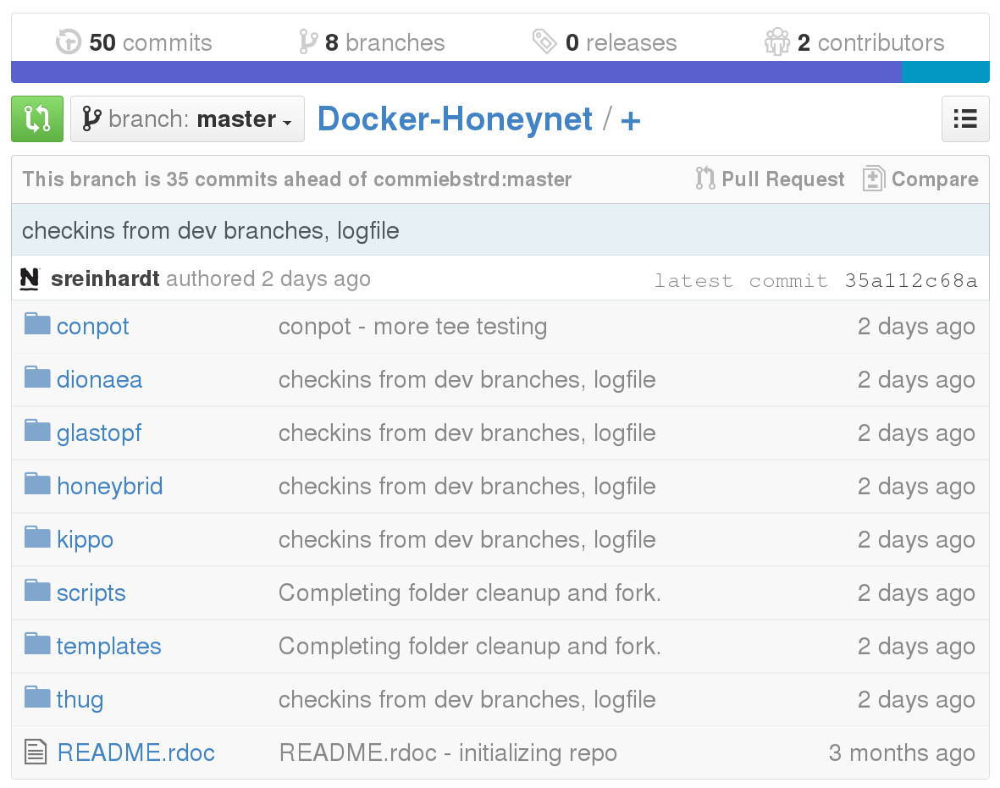 50 commits 8 branches 0 releases 2 contributors
branch: master Docker-Honeynet / +
This branch is 35 commits ahead of commiebstrd:master Pull Request Compare
checkins from dev branches, logfile
N sreinhardt authored 2 days ago latest commit 35a112c68a
conpot conpot - more tee testing 2 days ago
dionaea checkins from dev branches, logfile 2 days ago
glastopf checkins from dev branches, logfile 2 days ago
honeybrid checkins from dev branches, logfile 2 days ago
kippo checkins from dev branches, logfile 2 days ago
scripts Completing folder cleanup and fork. 2 days ago
templates Completing folder cleanup and fork. 2 days ago
thug checkins from dev branches, logfile 2 days ago
README.rdoc README.rdoc - initializing repo 3 months ago